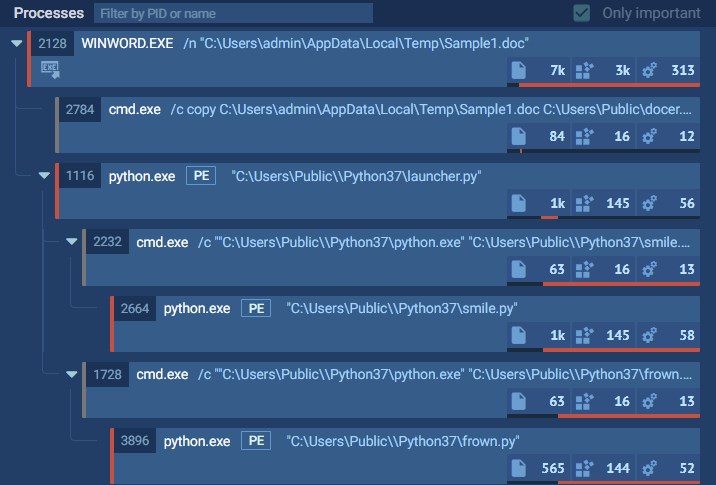 Processes Filter by PID or name Only important
2128 WINWORD.EXE /n "C:\Users\admin\AppData\Local\Temp\Sample1.doc"
EXE 7k 3k 313
2784 cmd.exe /c copy C:\Users\admin\AppData\Local\Temp\Sample1.doc C:\Users\Public\docer....
84 16 12
1116 python.exe PE "C:\Users\Public\\Python37\launcher.py"
1k 145 56
2232 cmd.exe /c ""C:\Users\Public\\Python37\python.exe" "C:\Users\Public\\Python37\smile....
63 16 13
2664 python.exe PE "C:\Users\Public\\Python37\smile.py"
1k 145 58
1728 cmd.exe /c ""C:\Users\Public\\Python37\python.exe" "C:\Users\Public\\Python37\frown....
63 16 13
3896 python.exe PE "C:\Users\Public\\Python37\frown.py"
565 144 52